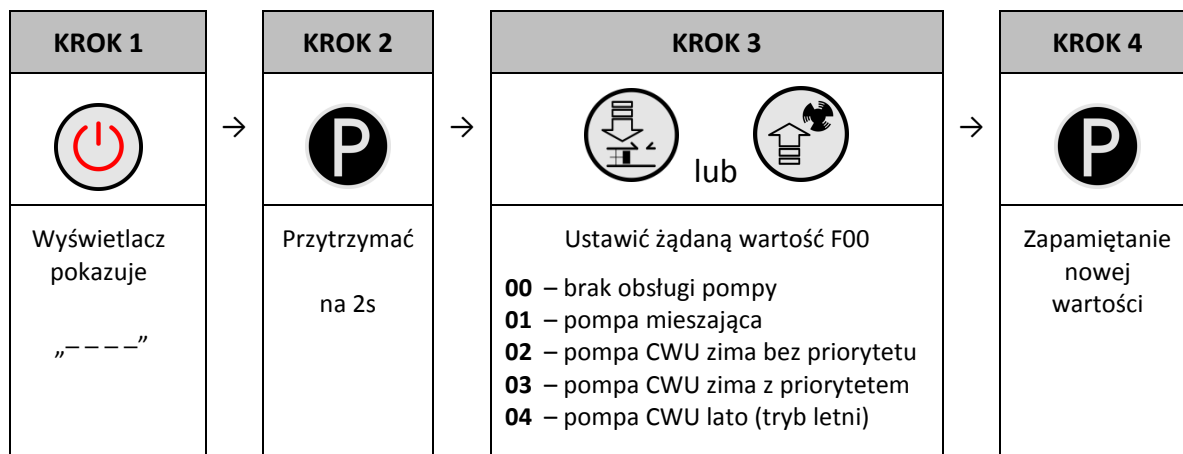 KROK 1
KROK 2
KROK 3
KROK 4
→
P
→
lub
→
P
Wyświetlacz
pokazuje
„– – – –”
Przytrzymać
na 2s
Ustawić żądaną wartość F00
00 – brak obsługi pompy
01 – pompa mieszająca
02 – pompa CWU zima bez priorytetu
03 – pompa CWU zima z priorytetem
04 – pompa CWU lato (tryb letni)
Zapamiętanie
nowej
wartości